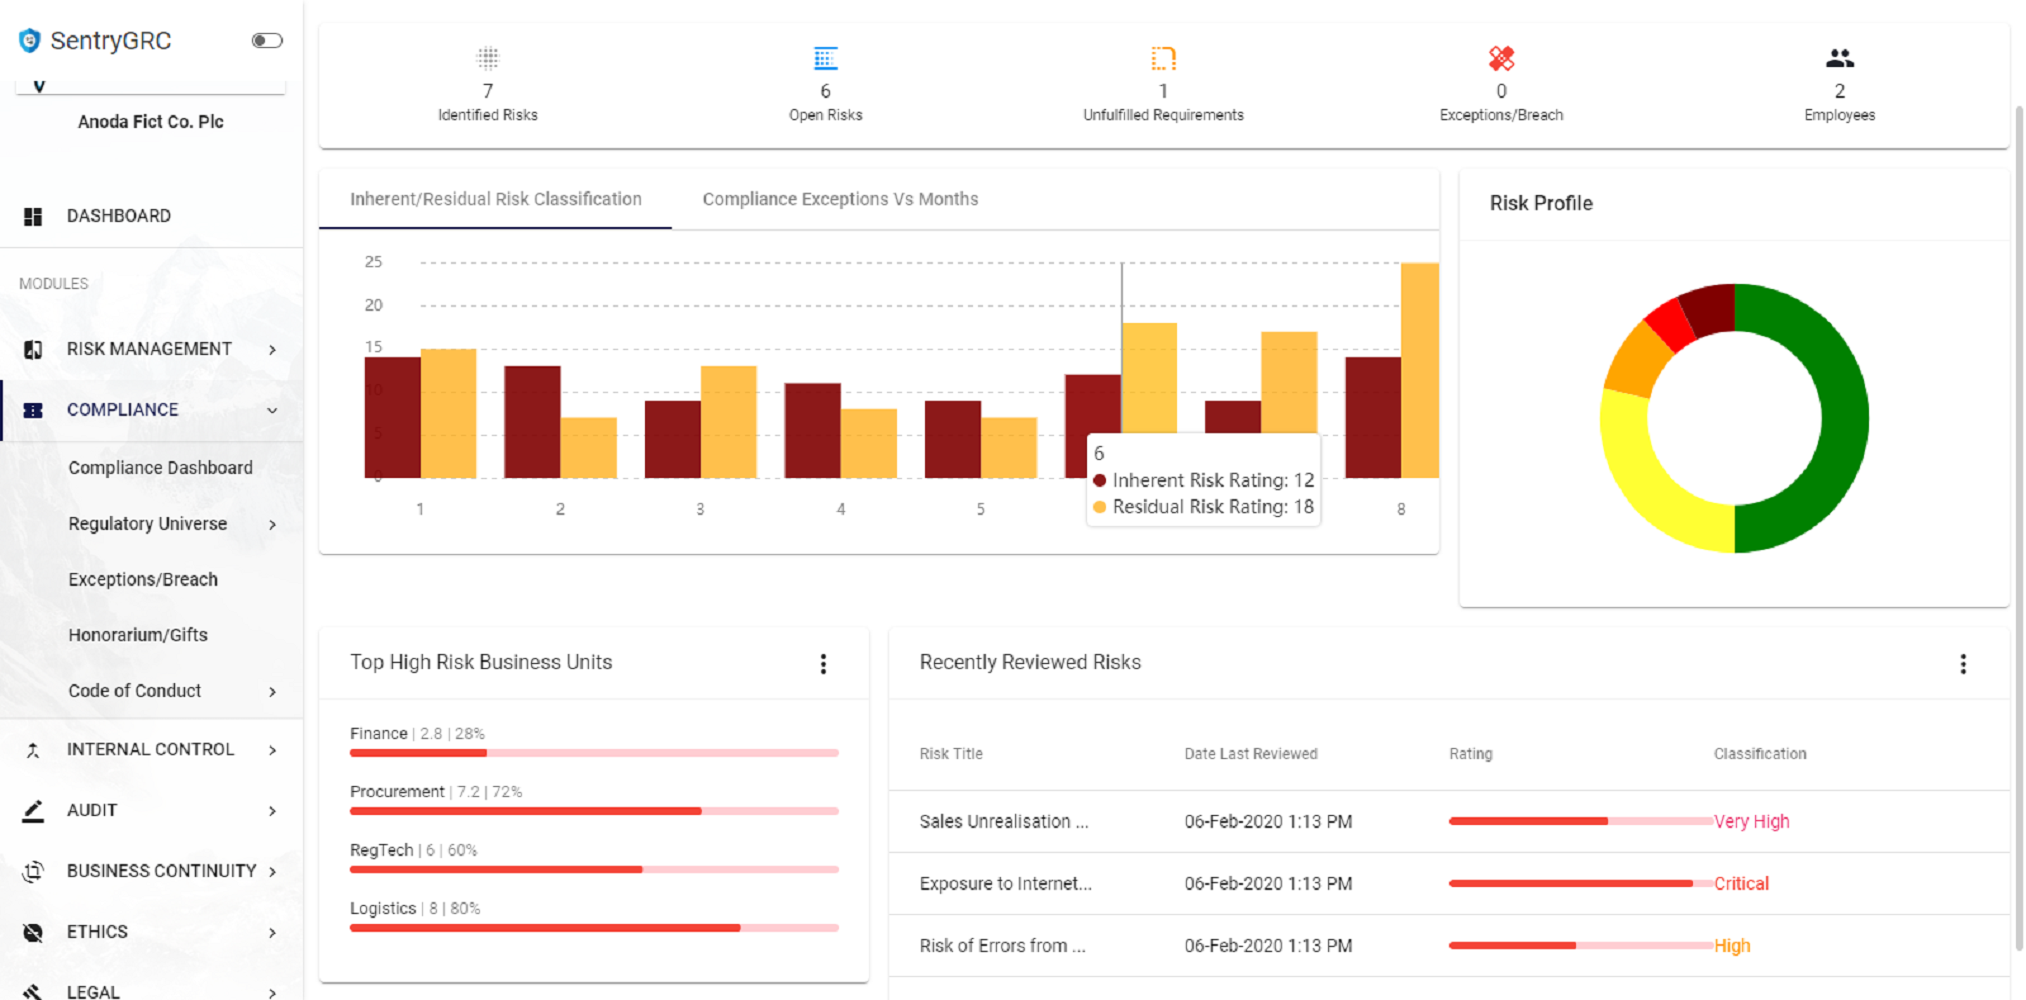 SentryGRC
Anoda Fict Co. Plc
DASHBOARD
MODULES
RISK MANAGEMENT
COMPLIANCE
Compliance Dashboard
Regulatory Universe
Exceptions/Breach
Honorarium/Gifts
Code of Conduct
INTERNAL CONTROL
AUDIT
BUSINESS CONTINUITY
ETHICS
LEGAL
7
Identified Risks
6
Open Risks
1
Unfulfilled Requirements
0
Exceptions/Breach
2
Employees
Inherent/Residual Risk Classification
Compliance Exceptions Vs Months
25
20
15
10
5
0
1 2 3 4 5 8
6
Inherent Risk Rating: 12
Residual Risk Rating: 18
Risk Profile
Top High Risk Business Units
Finance | 2.8 | 28%
Procurement | 7.2 | 72%
RegTech | 6 | 60%
Logistics | 8 | 80%
Recently Reviewed Risks
Risk Title Date Last Reviewed Rating Classification
Sales Unrealisation ... 06-Feb-2020 1:13 PM Very High
Exposure to Internet... 06-Feb-2020 1:13 PM Critical
Risk of Errors from ... 06-Feb-2020 1:13 PM High